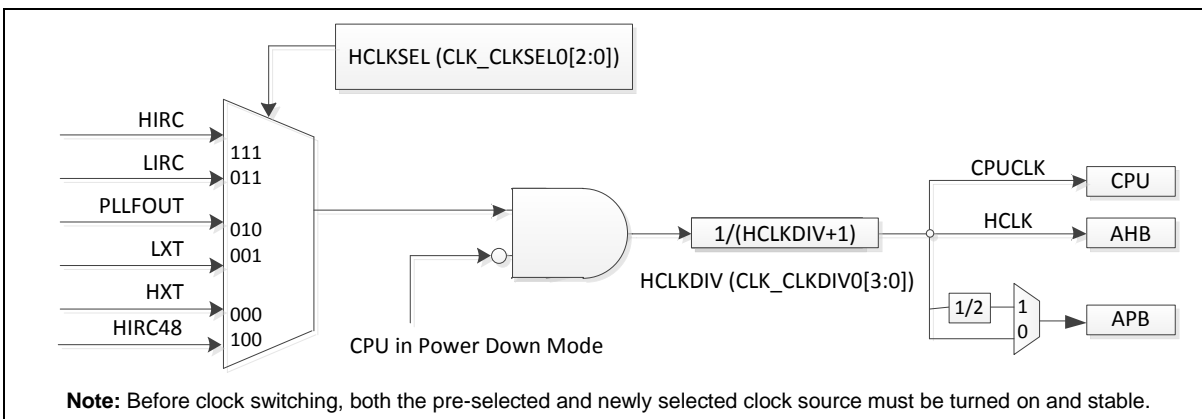 HCLKSEL (CLK_CLKSEL0[2:0])
HIRC
111
LIRC
011
PLLFOUT
010
LXT
001
HXT
000
HIRC48
100
CPU in Power Down Mode
1/(HCLKDIV+1)
HCLKDIV (CLK_CLKDIV0[3:0])
CPUCLK
CPU
HCLK
AHB
1/2
1
0
APB
Note: Before clock switching, both the pre-selected and newly selected clock source must be turned on and stable.